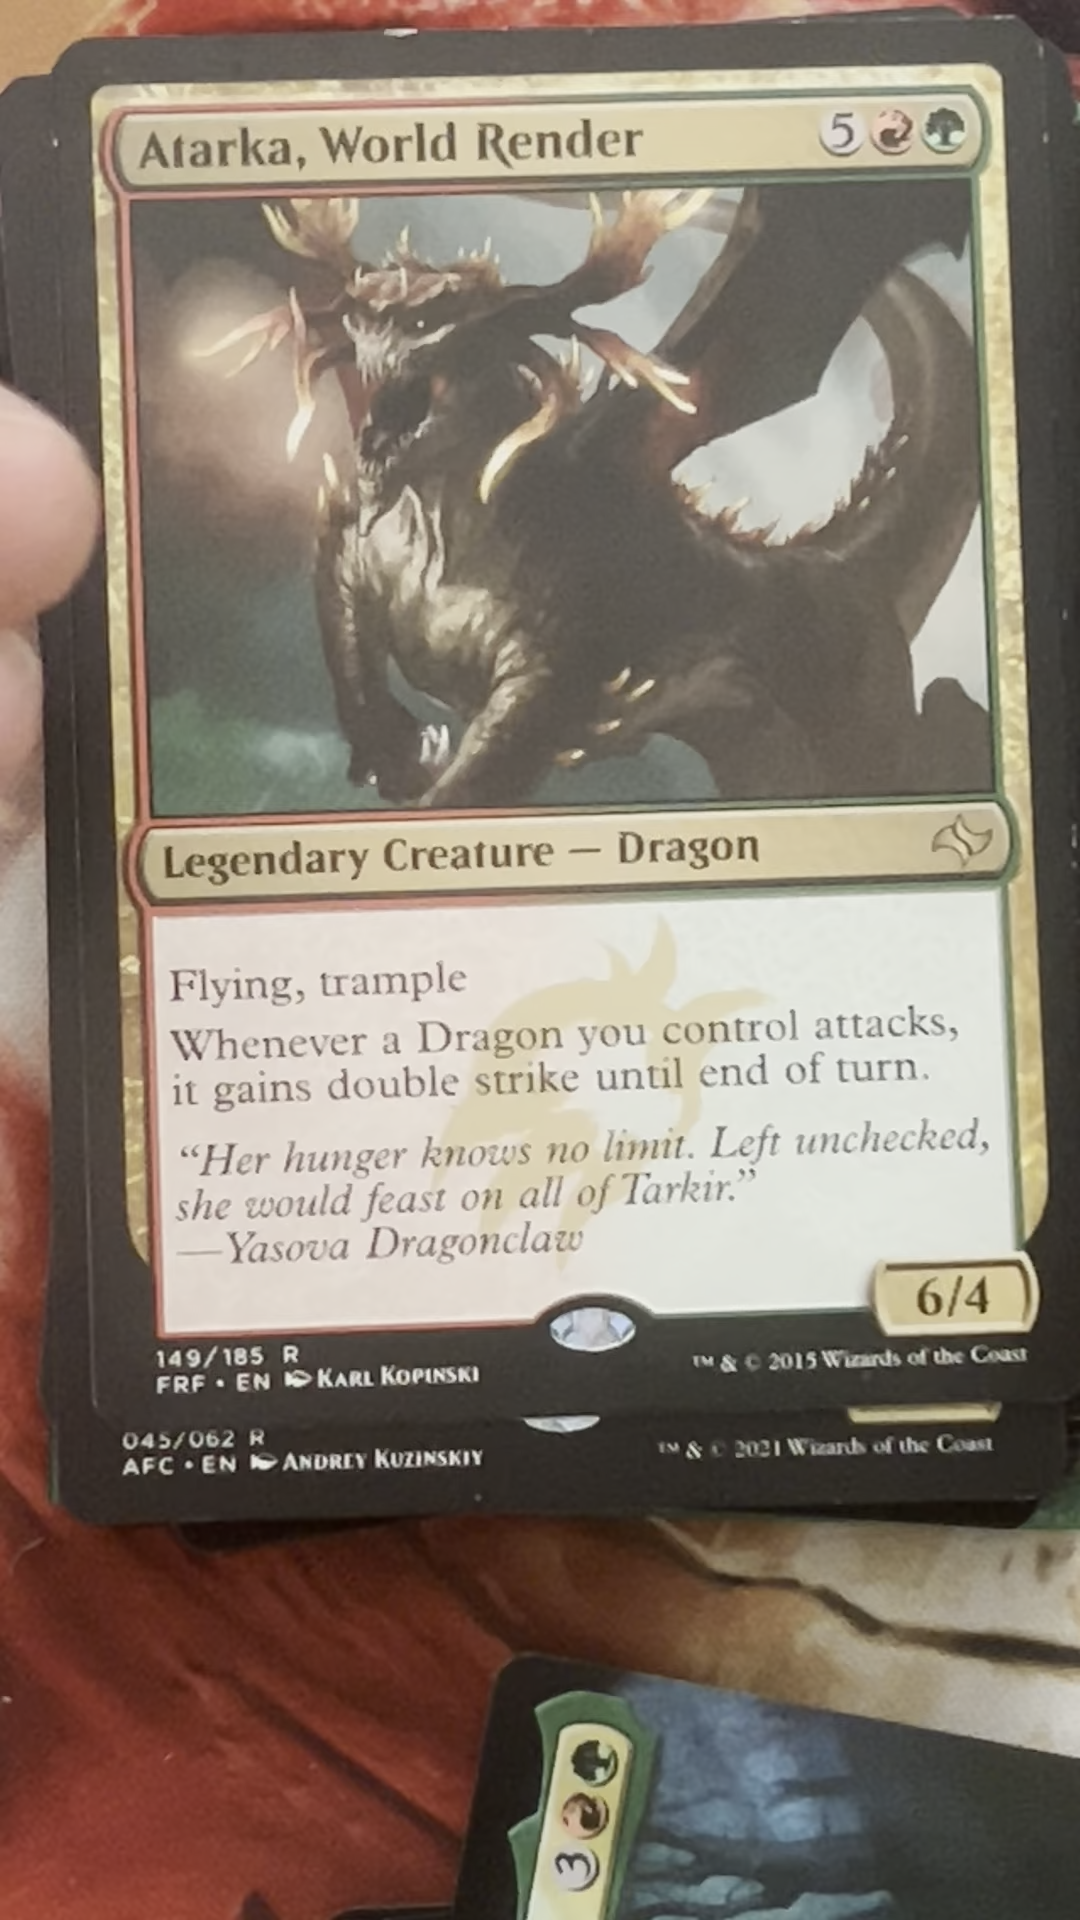 Atarka, World Render
5
Legendary Creature — Dragon
Flying, trample
Whenever a Dragon you control attacks,
it gains double strike until end of turn.
“Her hunger knows no limit. Left unchecked,
she would feast on all of Tarkir.”
—Yasova Dragonclaw
6/4
149/185 R
FRF • EN KARL KOPINSKI
™ & © 2015 Wizards of the Coast
045/062 R
AFC • EN ANDREY KUZINSKIY
™ & © 2021 Wizards of the Coast
3